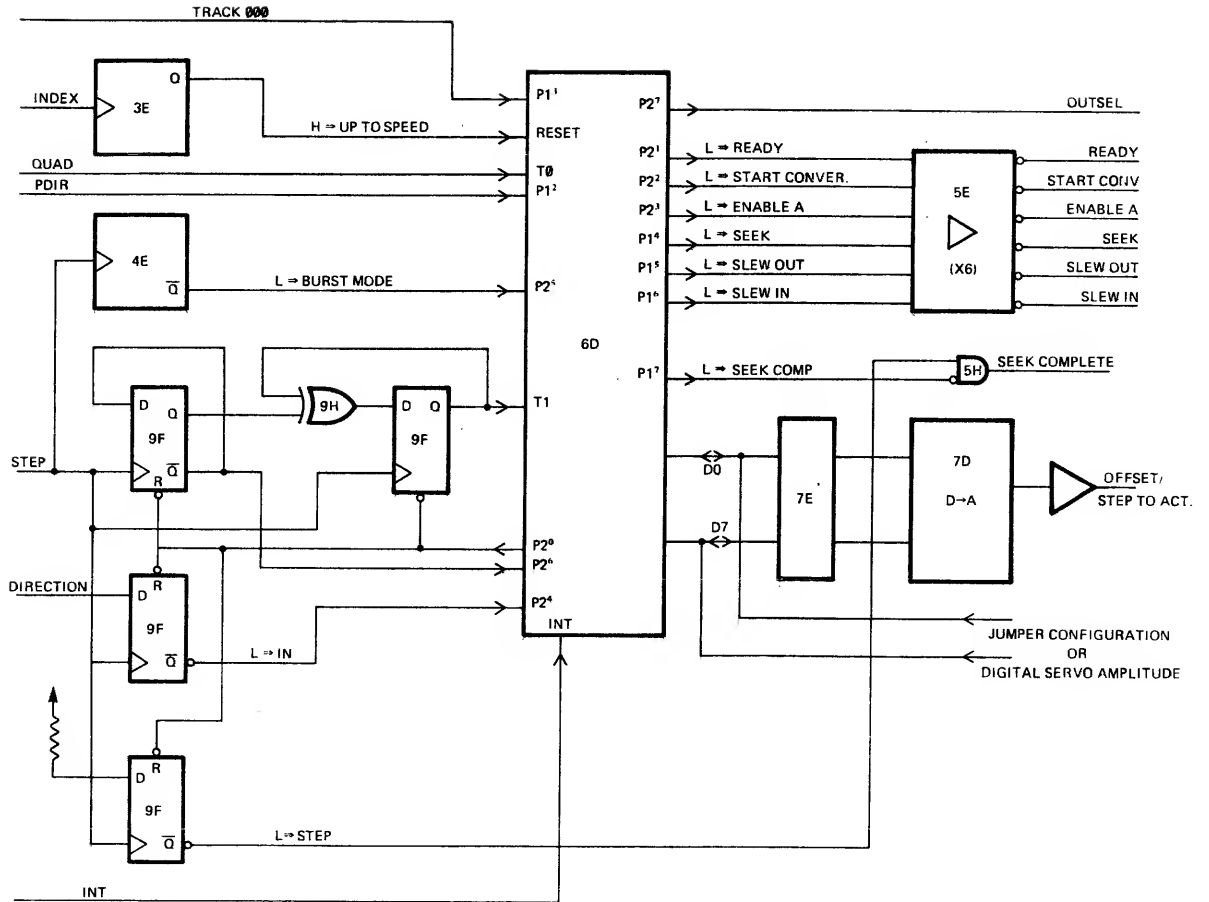 TRACK 000
INDEX
3E
Q
H ⇒ UP TO SPEED
QUAD
PDIR
4E
Q̅
L ⇒ BURST MODE
D
Q
9F
Q̅
R
STEP
9H
D
Q
9F
DIRECTION
R
D
9F
Q̅
L ⇒ IN
R
D
9F
Q̅
L ⇒ STEP
INT
P1¹
RESET
T0
P1²
P2⁵
T1
P2⁰
P2⁶
P2⁴
INT
6D
P2⁷
P2¹
P2²
P2³
P1⁴
P1⁵
P1⁶
P1⁷
OUTSEL
L ⇒ READY
L ⇒ START CONVER.
L ⇒ ENABLE A
L ⇒ SEEK
L ⇒ SLEW OUT
L ⇒ SLEW IN
L ⇒ SEEK COMP
5E
(X6)
READY
START CONV
ENABLE A
SEEK
SLEW OUT
SLEW IN
5H
SEEK COMPLETE
D0
D7
7E
7D
D→A
OFFSET/
STEP TO ACT.
JUMPER CONFIGURATION
OR
DIGITAL SERVO AMPLITUDE